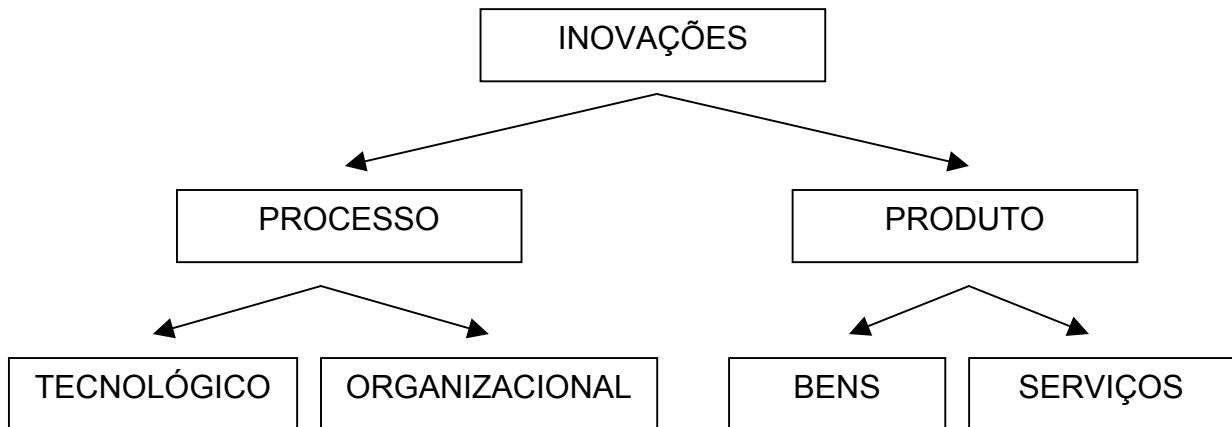 INOVAÇÕES
PROCESSO
PRODUTO
TECNOLÓGICO
ORGANIZACIONAL
BENS
SERVIÇOS